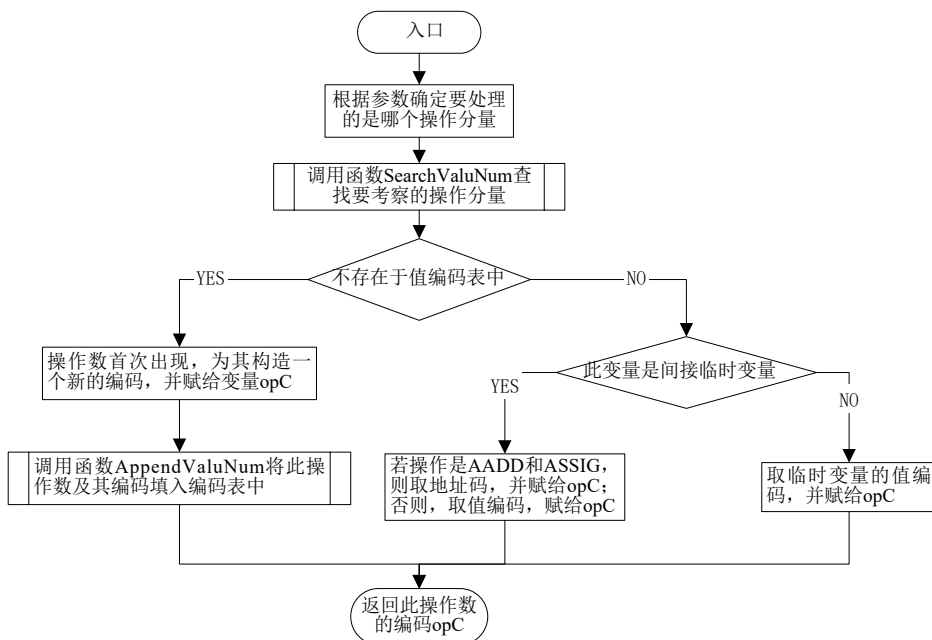 入口
根据参数确定要处理
的是哪个操作分量
调用函数SearchValuNum查
找要考察的操作分量
不存在于值编码表中
YES
NO
操作数首次出现，为其构造一
个新的编码，并赋给变量opC
此变量是间接临时变量
YES
NO
调用函数AppendValuNum将此操
作数及其编码填入编码表中
若操作是AADD和ASSIG，
则取地址码，并赋给opC；
否则，取值编码，赋给opC
取临时变量的值编
码，并赋给opC
返回此操作数
的编码opC